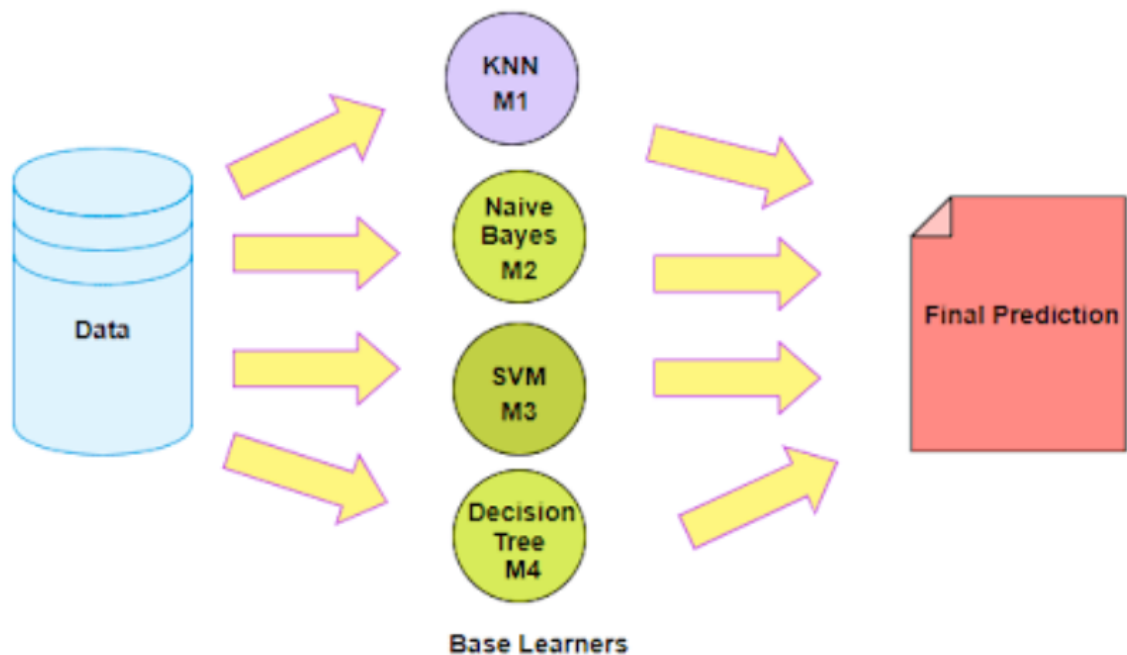 KNN
M1
Naive
Bayes
M2
Data
Final Prediction
SVM
M3
Decision
Tree
M4
Base Learners